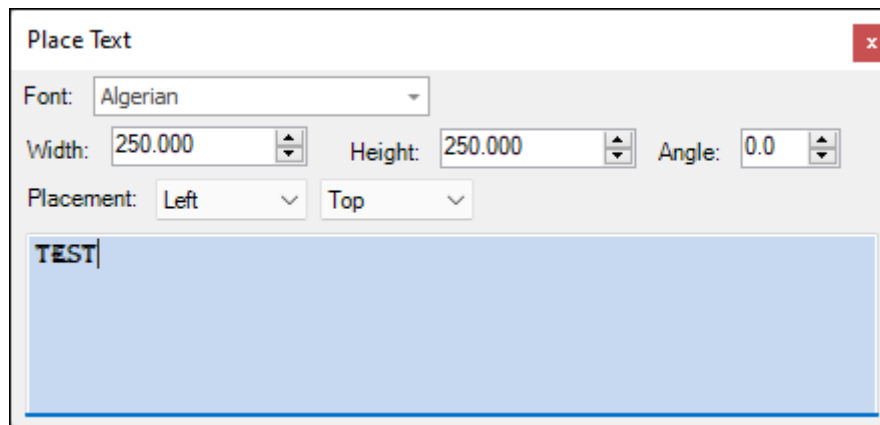 Place Text
x
Font: Algerian
Width: 250.000 Height: 250.000 Angle: 0.0
Placement: Left Top
TEST